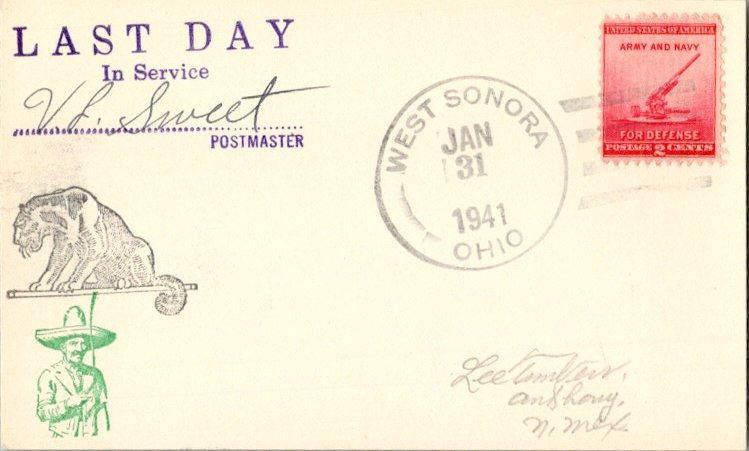 LAST DAY
In Service
V.L. Sweet
POSTMASTER
WEST SONORA
JAN
31
1941
OHIO
UNITED STATES OF AMERICA
ARMY AND NAVY
FOR DEFENSE
POSTAGE 2 CENTS
Lee
Anthony,
N. Mex.